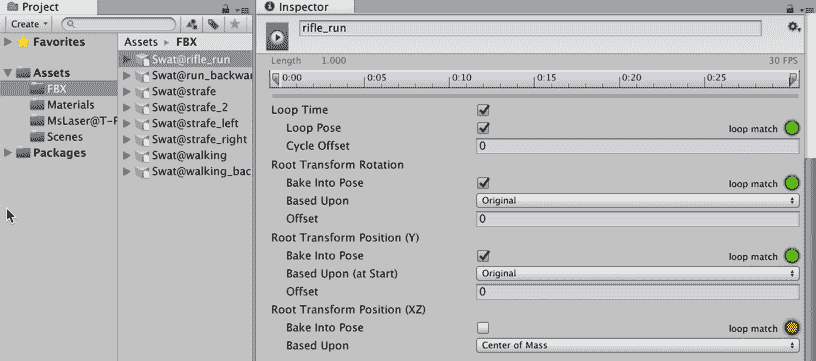 Project
Create
Favorites
Assets
FBX
Materials
MsLaser@T-P
Scenes
Packages
Assets FBX
Swat@rifle_run
Swat@run_backwar
Swat@strafe
Swat@strafe_2
Swat@strafe_left
Swat@strafe_right
Swat@walking
Swat@walking_bac
Inspector
rifle_run
Length 1.000 30 FPS
0:00 0:05 0:10 0:15 0:20 0:25
Loop Time
Loop Pose loop match
Cycle Offset 0
Root Transform Rotation
Bake Into Pose loop match
Based Upon Original
Offset 0
Root Transform Position (Y)
Bake Into Pose loop match
Based Upon (at Start) Original
Offset 0
Root Transform Position (XZ)
Bake Into Pose loop match
Based Upon Center of Mass